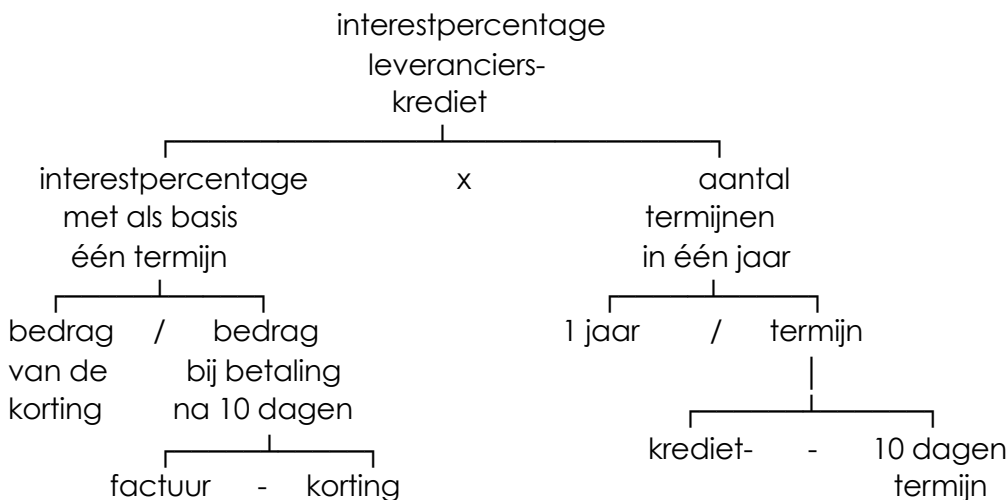 interestpercentage
leveranciers-
krediet
interestpercentage x aantal
met als basis termijnen
één termijn in één jaar
bedrag / bedrag 1 jaar / termijn
van de bij betaling
korting na 10 dagen
krediet- - 10 dagen
factuur - korting termijn